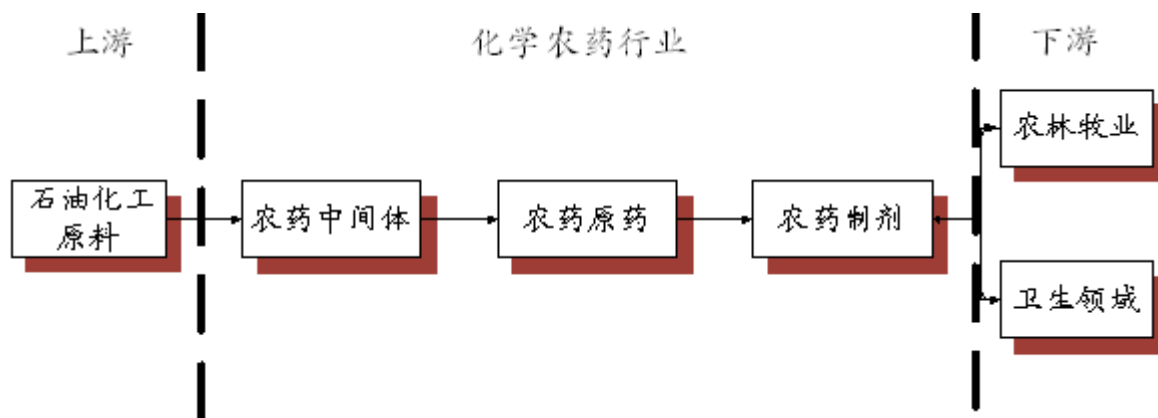 上游
化学农药行业
下游
石油化工
原料
农药中间体
农药原药
农药制剂
农林牧业
卫生领域